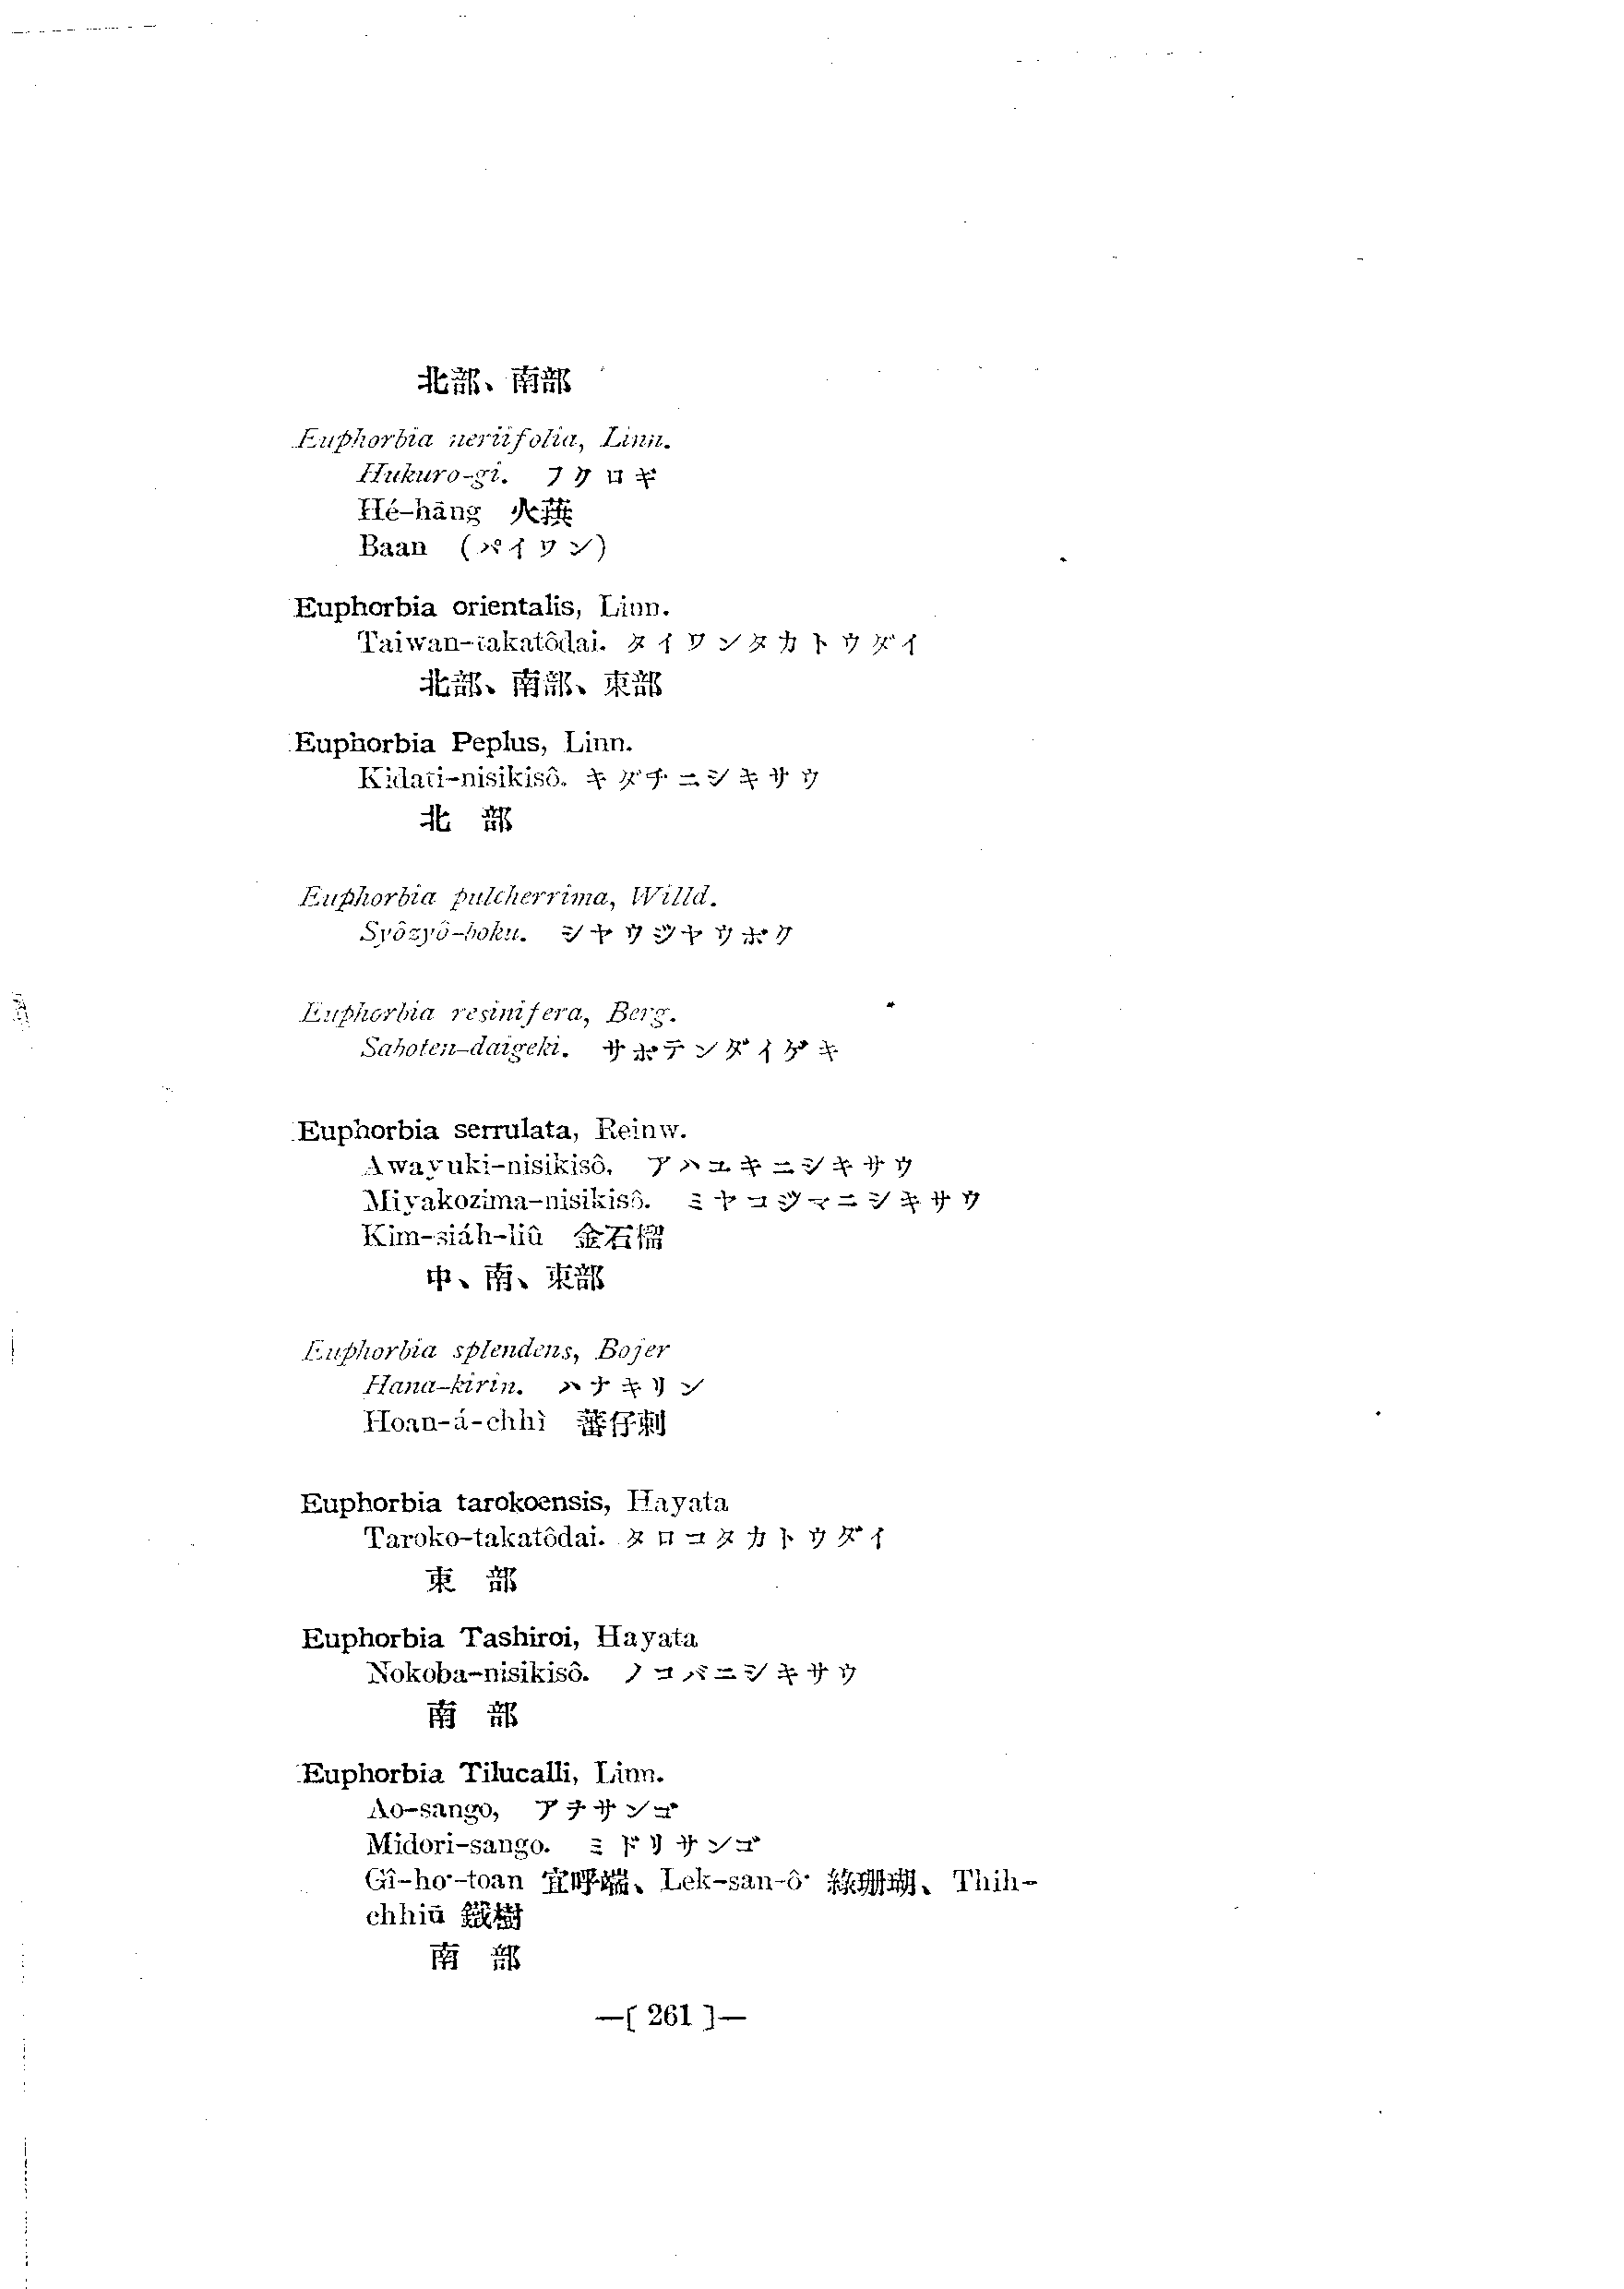 北部、南部
Euphorbia neriifolia, Linn.
Hukuro-gi. フクロギ
Hé-hāng 火蕻
Baan (パイワン)
Euphorbia orientalis, Linn.
Taiwan-takatôdai. タイワンタカトウダイ
北部、南部、東部
Euphorbia Peplus, Linn.
Kidati-nisikisô. キダチニシキサウ
北 部
Euphorbia pulcherrima, Willd.
Syôzyô-boku. シヤウジヤウボク
Euphorbia resinifera, Berg.
Saboten-daigeki. サボテンダイゲキ
Euphorbia serrulata, Reinw.
Awayuki-nisikisô. アハユキニシキサウ
Miyakozima-nisikisô. ミヤコジマニシキサウ
Kim-siáh-liû 金石榴
中、南、東部
Euphorbia splendens, Bojer
Hana-kirin. ハナキリン
Hoan-á-chhì 蕃仔刺
Euphorbia tarokoensis, Hayata
Taroko-takatôdai. タロコタカトウダイ
東 部
Euphorbia Tashiroi, Hayata
Nokoba-nisikisô. ノコバニシキサウ
南 部
Euphorbia Tilucalli, Linn.
Ao-sango, アヲサンゴ
Midori-sango. ミドリサンゴ
Gî-ho͘-toan 宜呼端、Lek-san-ô͘ 綠珊瑚、Thih-
chhiū 鐵樹
南 部
—[ 261 ]—